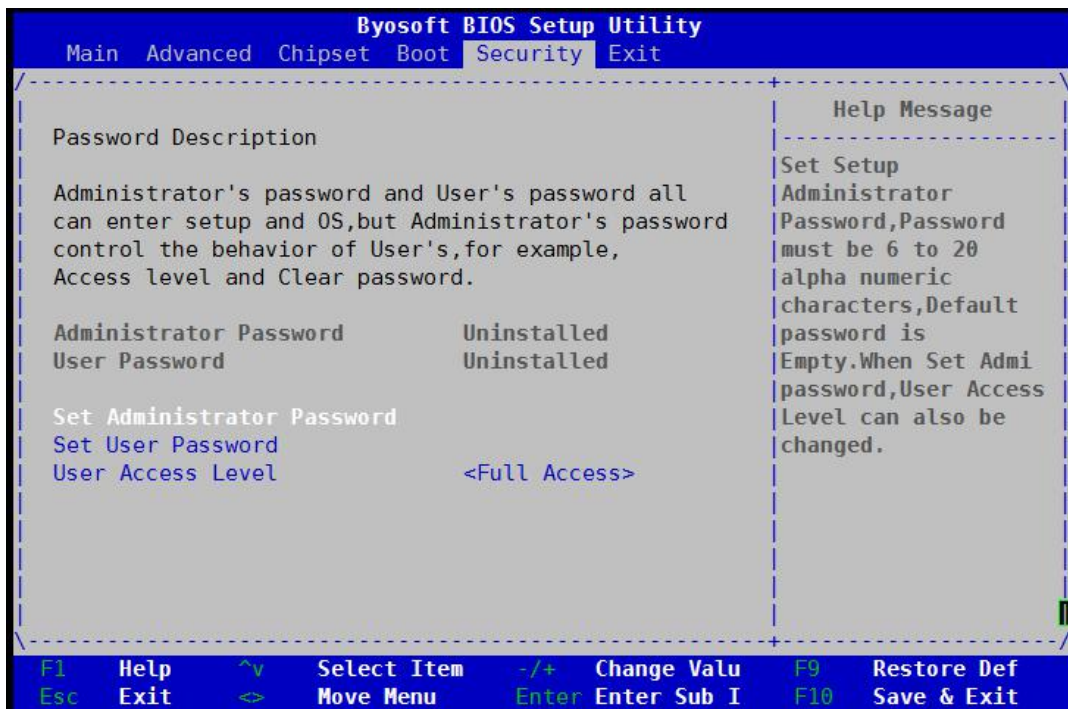 Byosoft BIOS Setup Utility
Main Advanced Chipset Boot Security Exit
Password Description
Administrator's password and User's password all
can enter setup and OS,but Administrator's password
control the behavior of User's,for example,
Access level and Clear password.
Administrator Password Uninstalled
User Password Uninstalled
Set Administrator Password
Set User Password
User Access Level <Full Access>
Help Message
Set Setup
Administrator
Password,Password
must be 6 to 20
alpha numeric
characters,Default
password is
Empty.When Set Admi
password,User Access
Level can also be
changed.
F1 Help ^v Select Item -/+ Change Valu F9 Restore Def
Esc Exit <> Move Menu Enter Enter Sub I F10 Save & Exit